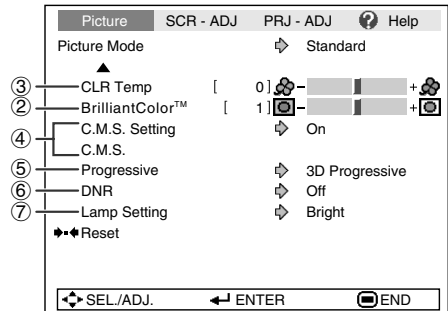 Picture SCR - ADJ PRJ - ADJ ? Help
Picture Mode Standard
③ CLR Temp [ 0] − +
② BrilliantColor™ [ 1] − +
④ C.M.S. Setting On
C.M.S.
⑤ Progressive 3D Progressive
⑥ DNR Off
⑦ Lamp Setting Bright
Reset
SEL./ADJ. ENTER END